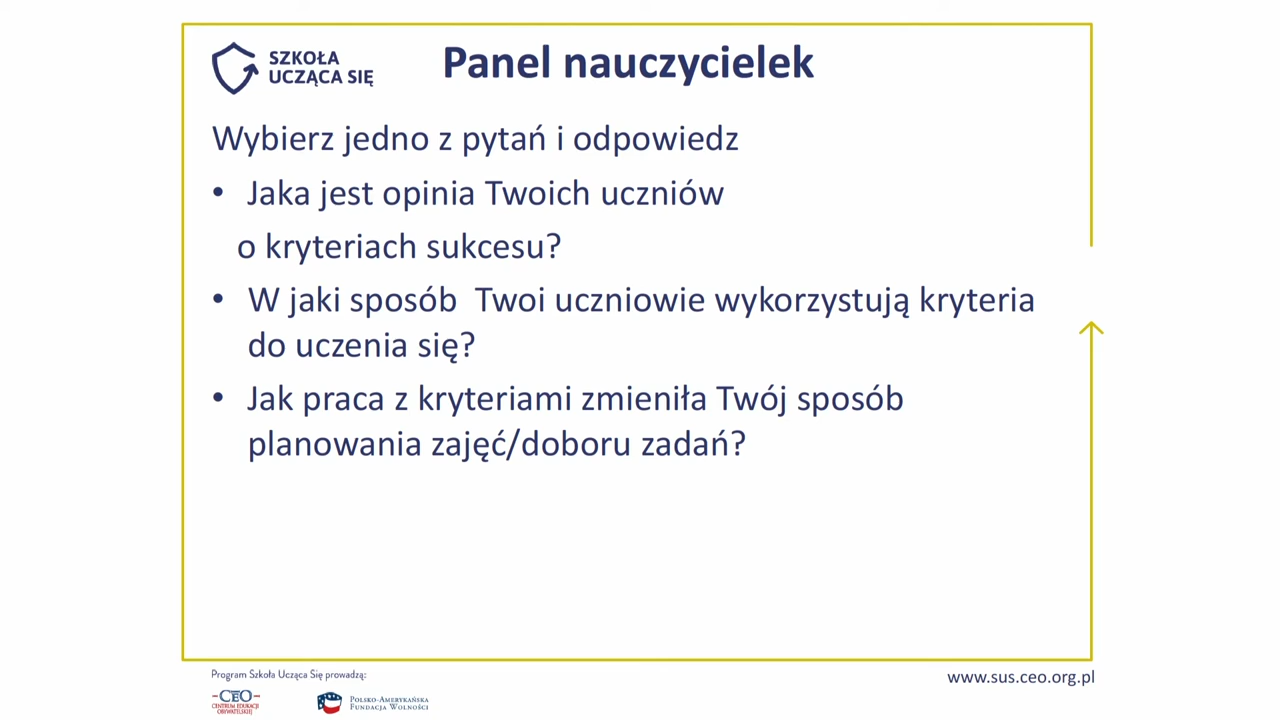 SZKOŁA
UCZĄCA SIĘ
Panel nauczycielek
Wybierz jedno z pytań i odpowiedz
• Jaka jest opinia Twoich uczniów
o kryteriach sukcesu?
• W jaki sposób Twoi uczniowie wykorzystują kryteria
do uczenia się?
• Jak praca z kryteriami zmieniła Twój sposób
planowania zajęć/doboru zadań?
Program Szkoła Ucząca Się prowadzą:
www.sus.ceo.org.pl
CEO
CENTRUM EDUKACJI
OBYWATELSKIEJ
POLSKO-AMERYKAŃSKA
FUNDACJA WOLNOŚCI